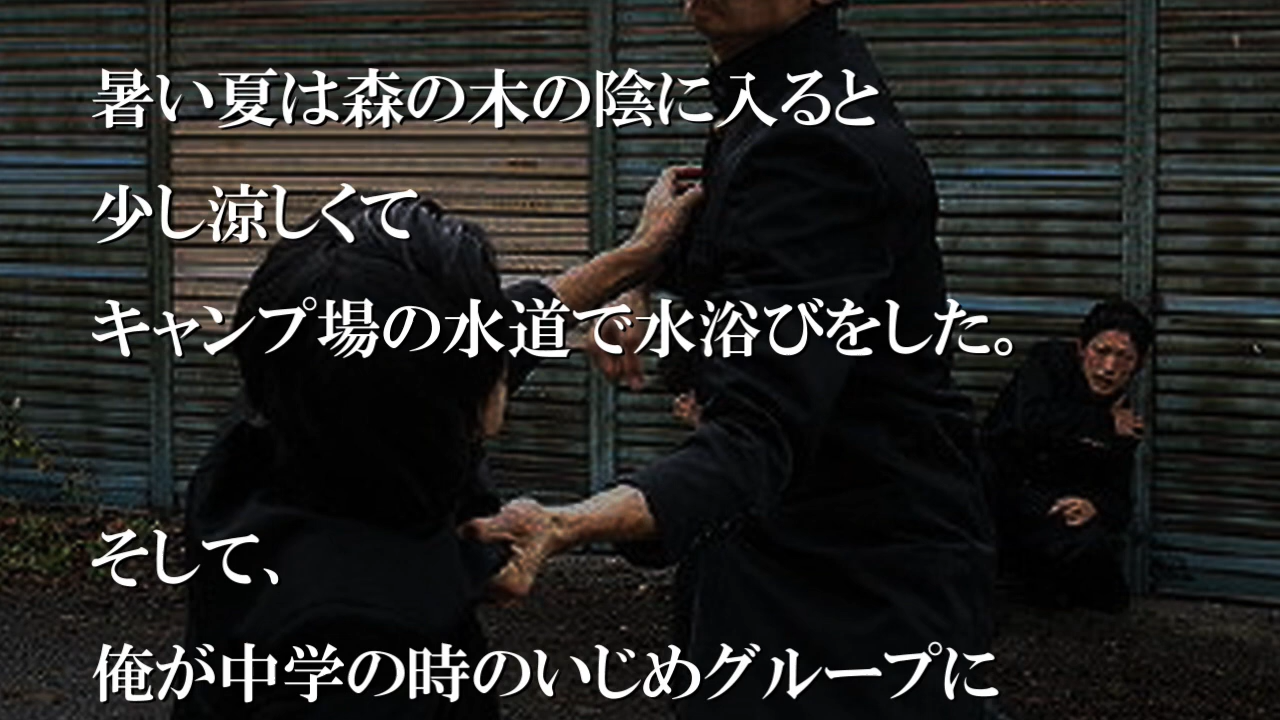 暑い夏は森の木の陰に入ると
少し涼しくて
キャンプ場の水道で水浴びをした。
そして、
俺が中学の時のいじめグループに